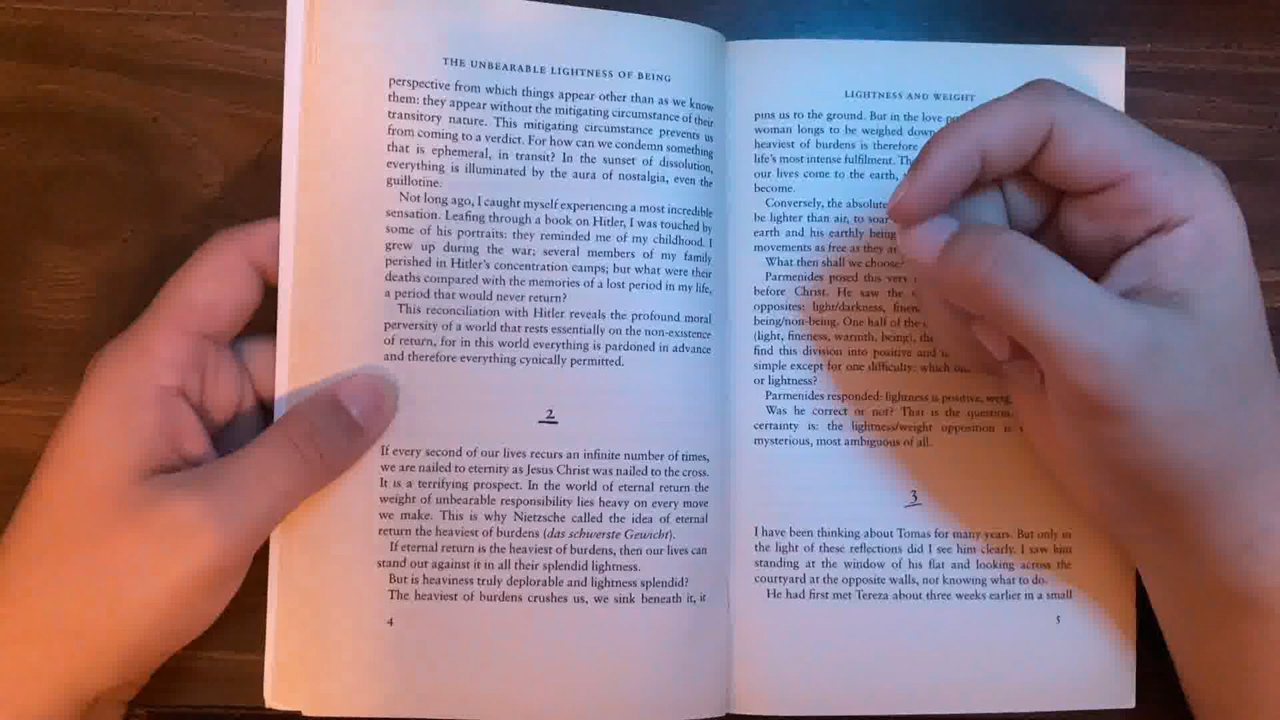 THE UNBEARABLE LIGHTNESS OF BEING
perspective from which things appear other than as we know
them: they appear without the mitigating circumstance of their
transitory nature. This mitigating circumstance prevents us
from coming to a verdict. For how can we condemn something
that is ephemeral, in transit? In the sunset of dissolution,
everything is illuminated by the aura of nostalgia, even the
guillotine.
Not long ago, I caught myself experiencing a most incredible
sensation. Leafing through a book on Hitler, I was touched by
some of his portraits: they reminded me of my childhood. I
grew up during the war; several members of my family
perished in Hitler's concentration camps; but what were their
deaths compared with the memories of a lost period in my life,
a period that would never return?
This reconciliation with Hitler reveals the profound moral
perversity of a world that rests essentially on the non-existence
of return, for in this world everything is pardoned in advance
and therefore everything cynically permitted.
2
If every second of our lives recurs an infinite number of times,
we are nailed to eternity as Jesus Christ was nailed to the cross.
It is a terrifying prospect. In the world of eternal return the
weight of unbearable responsibility lies heavy on every move
we make. This is why Nietzsche called the idea of eternal
return the heaviest of burdens (das schwerste Gewicht).
If eternal return is the heaviest of burdens, then our lives can
stand out against it in all their splendid lightness.
But is heaviness truly deplorable and lightness splendid?
The heaviest of burdens crushes us, we sink beneath it, it
4
LIGHTNESS AND WEIGHT
pins us to the ground. But in the love
woman longs to be weighed down
heaviest of burdens is therefore
life's most intense fulfilment.
our lives come to the earth,
become.
Conversely, the absolute
be lighter than air, to soar
earth and his earthly being
movements as free as they
What then shall we choose?
Parmenides posed this very
before Christ. He saw the
opposites: light/darkness,
being/non-being. One half of the
(light, fineness, warmth, being), the
find this division into positive and
simple except for one difficulty: which
or lightness?
Parmenides responded: lightness is positive,
Was he correct or not? That is the question.
certainty is: the lightness/weight opposition is
mysterious, most ambiguous of all.
3
I have been thinking about Tomas for many years. But only in
the light of these reflections did I see him clearly. I saw him
standing at the window of his flat and looking across the
courtyard at the opposite walls, not knowing what to do.
He had first met Tereza about three weeks earlier in a small
5